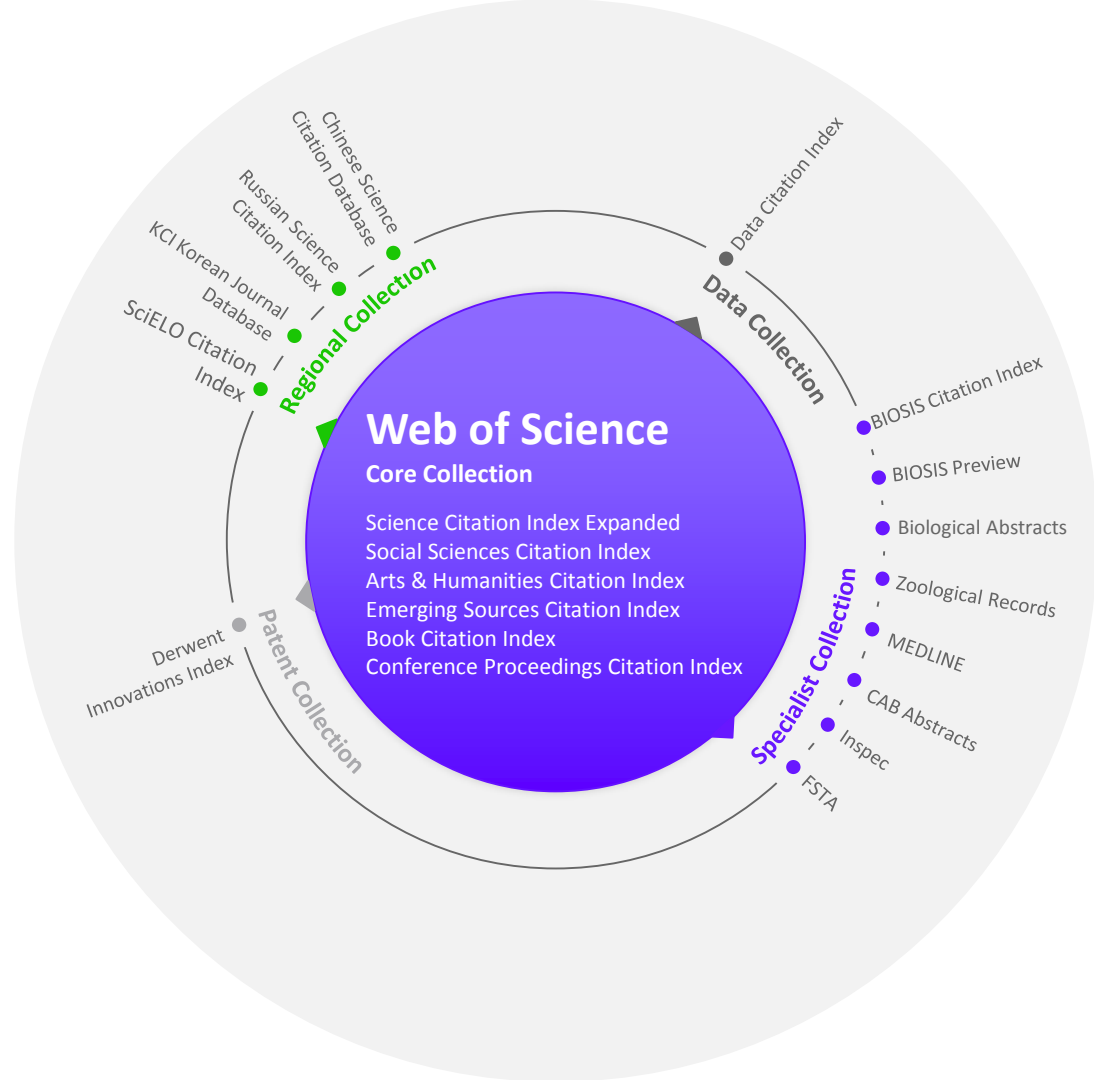 Web of Science
Core Collection
Science Citation Index Expanded
Social Sciences Citation Index
Arts & Humanities Citation Index
Emerging Sources Citation Index
Book Citation Index
Conference Proceedings Citation Index
Regional Collection
Chinese Science
Citation Database
Russian Science
Citation Index
KCI Korean Journal
Database
SciELO Citation
Index
Data Collection
Data Citation Index
Specialist Collection
BIOSIS Citation Index
BIOSIS Preview
Biological Abstracts
Zoological Records
MEDLINE
CAB Abstracts
Inspec
FSTA
Patent Collection
Derwent
Innovations Index